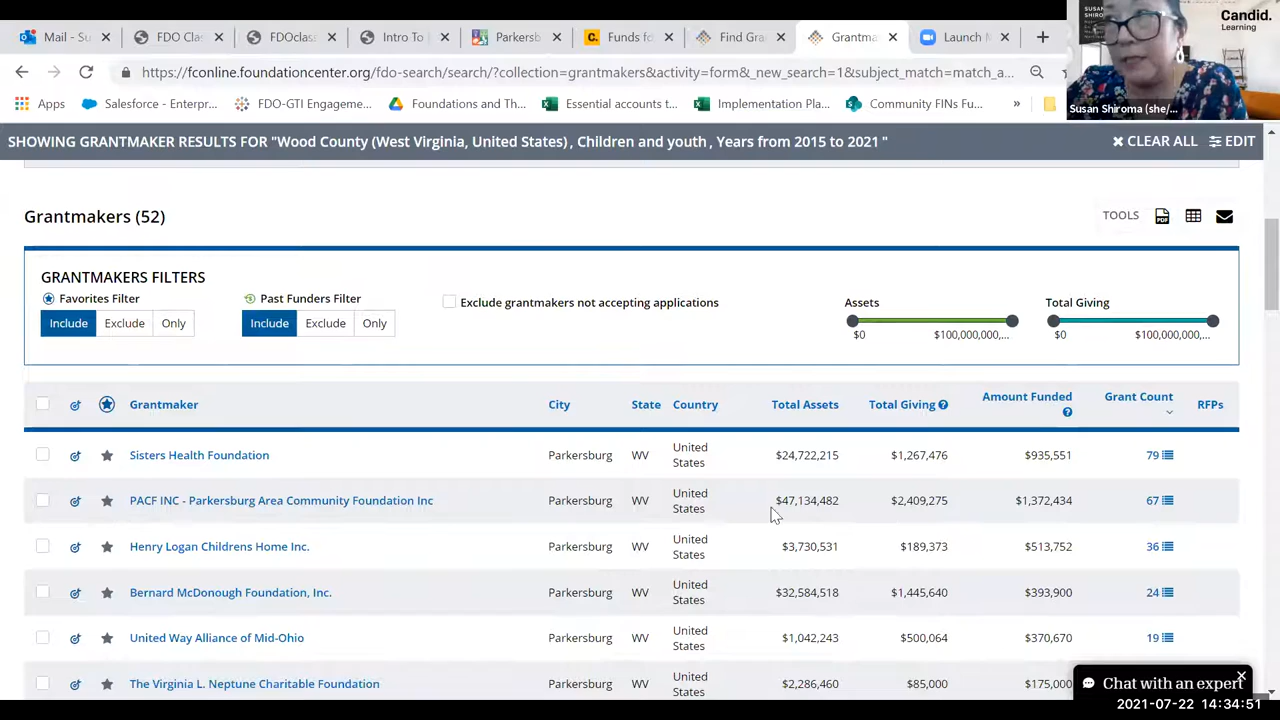 Mail - Su
FDO Clas
FDOclass
Intro To
Parkersb
Funds fo
Find Gra
Grantma
Launch M
https://fconline.foundationcenter.org/fdo-search/search/?collection=grantmakers&activity=form&_new_search=1&subject_match=match_a...
Apps
Salesforce - Enterpr...
FDO-GTI Engageme...
Foundations and Th...
Essential accounts t...
Implementation Pla...
Community FINs Fu...
»
SUSAN
SHIRO
Candid.
Learning
Susan Shiroma (she/...
SHOWING GRANTMAKER RESULTS FOR "Wood County (West Virginia, United States) , Children and youth , Years from 2015 to 2021 "
CLEAR ALL
EDIT
Grantmakers (52)
TOOLS
PDF
GRANTMAKERS FILTERS
Favorites Filter
Past Funders Filter
Exclude grantmakers not accepting applications
Assets
Total Giving
Include Exclude Only
Include Exclude Only
$0 $100,000,000,...
$0 $100,000,000,...
Grantmaker City State Country Total Assets Total Giving Amount Funded Grant Count RFPs
Sisters Health Foundation Parkersburg WV United States $24,722,215 $1,267,476 $935,551 79
PACF INC - Parkersburg Area Community Foundation Inc Parkersburg WV United States $47,134,482 $2,409,275 $1,372,434 67
Henry Logan Childrens Home Inc. Parkersburg WV United States $3,730,531 $189,373 $513,752 36
Bernard McDonough Foundation, Inc. Parkersburg WV United States $32,584,518 $1,445,640 $393,900 24
United Way Alliance of Mid-Ohio Parkersburg WV United States $1,042,243 $500,064 $370,670 19
The Virginia L. Neptune Charitable Foundation Parkersburg WV United States $2,286,460 $85,000 $175,000
Chat with an expert
2021-07-22 14:34:51